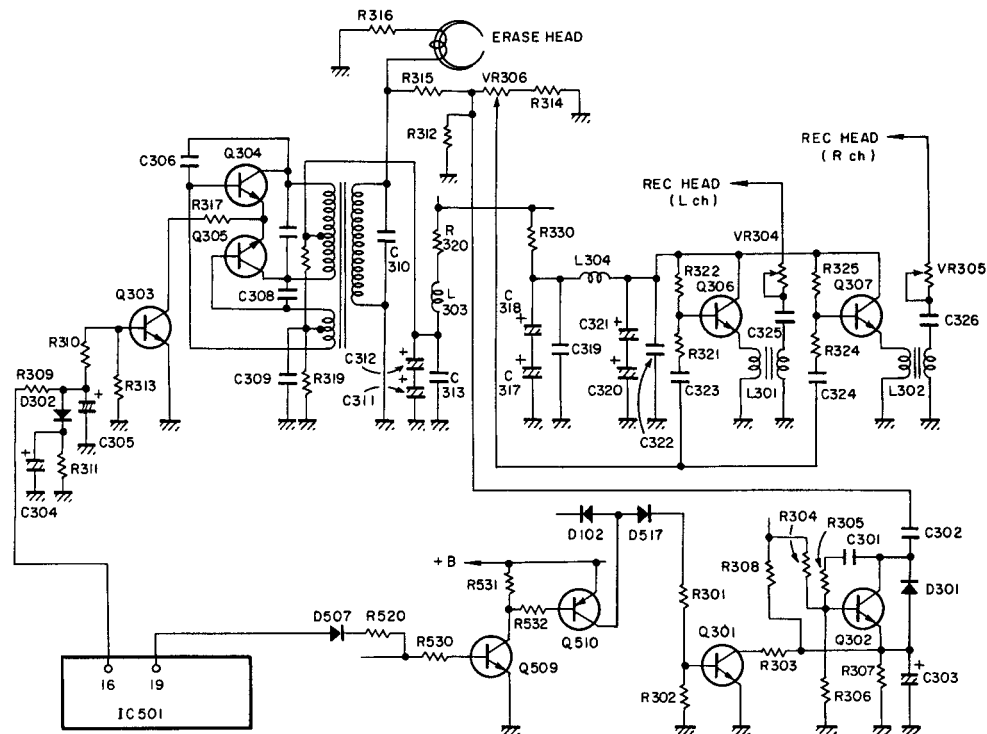 R316
ERASE HEAD
R315
VR306
R314
R312
REC HEAD
(R ch)
C306
Q304
REC HEAD
(L ch)
R317
Q305
R
320
R330
L304
VR304
C
310
R322
Q306
R325
Q307
VR305
C308
L
303
C
318
C321
C325
C326
Q303
R310
R309
D302
R313
C309
R319
C312
C311
C
313
C319
C
317
C320
C322
R321
C323
L301
R324
C324
L302
C305
R311
C304
R304
R305
C301
C302
D102
D517
+B
R531
R308
R301
D301
D507
R520
R532
Q510
Q301
Q302
R530
Q509
R303
R307
C303
R302
R306
16
19
IC501
+
+
+
+
+
+
+
+
+